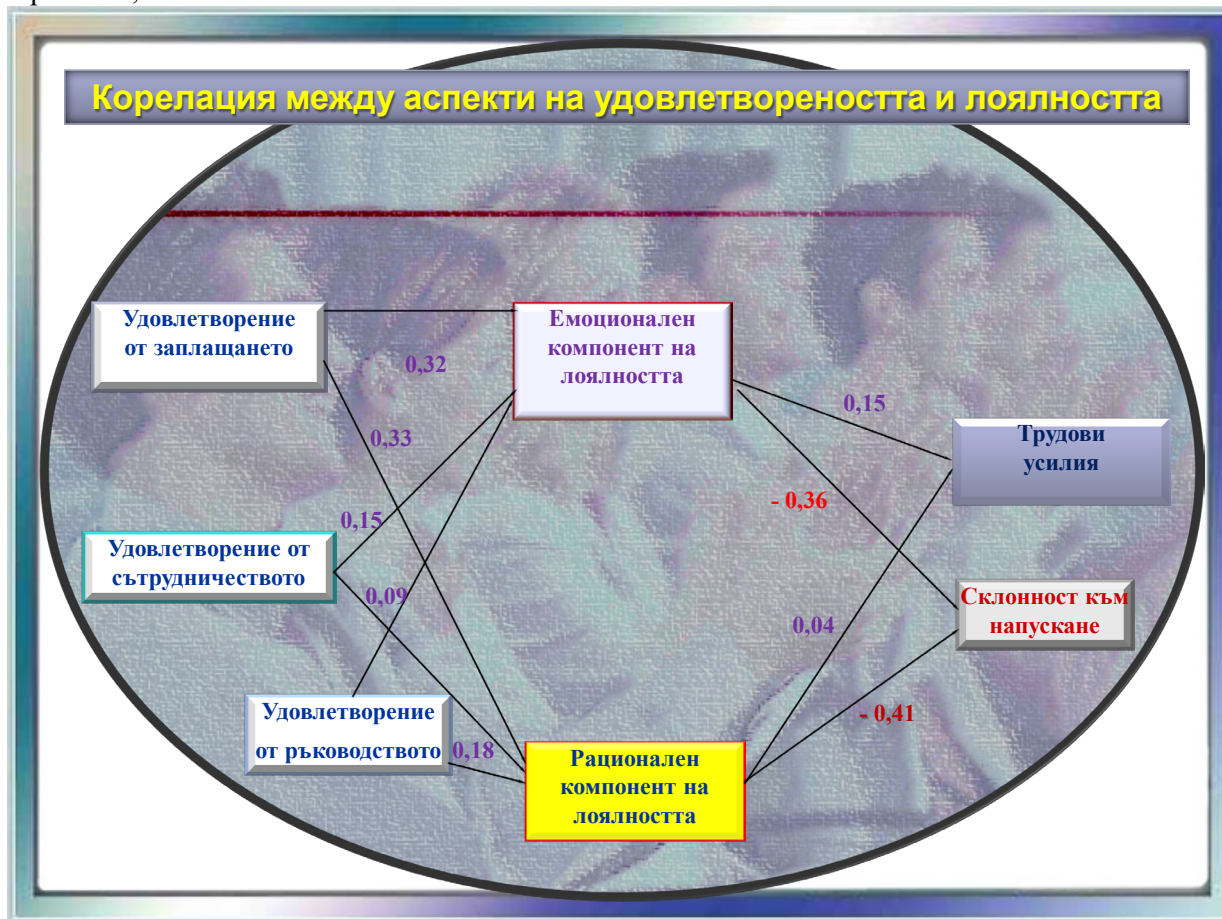 Корелация между аспекти на удовлетвореността и лоялността
Удовлетворение
от заплащането
Емоционален
компонент на
лоялността
0,32
0,15
0,33
Трудови
усилия
- 0,36
0,15
Удовлетворение от
сътрудничеството
0,09
Склонност към
напускане
0,04
Удовлетворение
от ръководството
0,18
- 0,41
Рационален
компонент на
лоялността